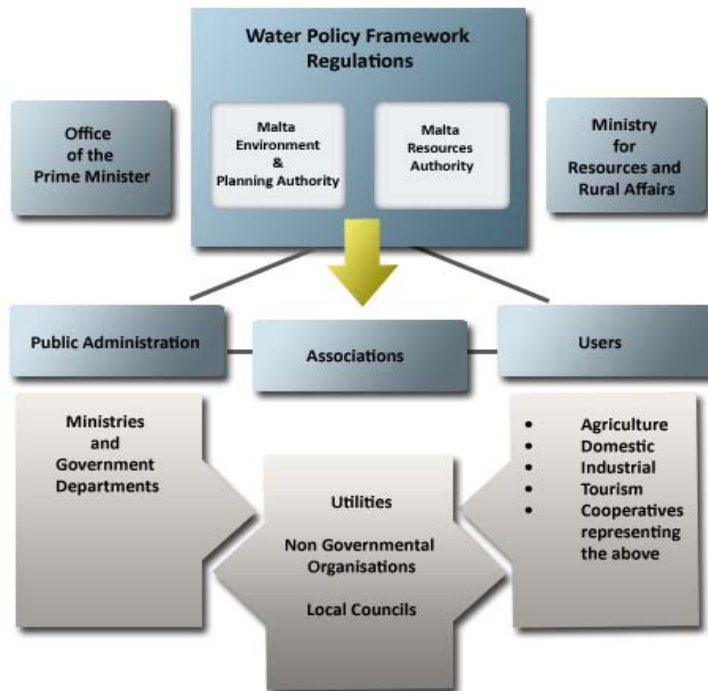 Water Policy Framework
Regulations
Office
of the
Prime Minister
Malta
Environment
&
Planning Authority
Malta
Resources
Authority
Ministry
for
Resources and
Rural Affairs
Public Administration
Associations
Users
Ministries
and
Government
Departments
Utilities
Non Governmental
Organisations
Local Councils
• Agriculture
• Domestic
• Industrial
• Tourism
• Cooperatives
representing
the above